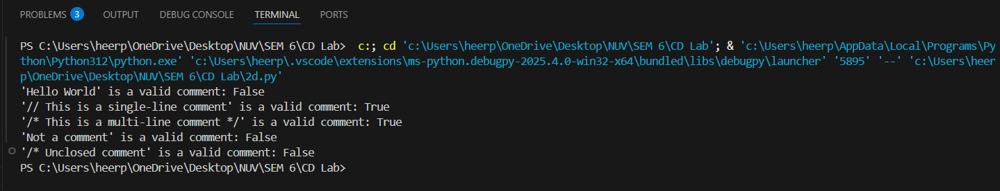 PROBLEMS 3 OUTPUT DEBUG CONSOLE TERMINAL PORTS
PS C:\Users\heerp\OneDrive\Desktop\NUV\SEM 6\CD Lab>  c:; cd 'c:\Users\heerp\OneDrive\Desktop\NUV\SEM 6\CD Lab'; & 'c:\Users\heerp\AppData\Local\Programs\Py
thon\Python312\python.exe' 'c:\Users\heerp\.vscode\extensions\ms-python.debugpy-2025.4.0-win32-x64\bundled\libs\debugpy\launcher' '5895' '--' 'c:\Users\heer
p\OneDrive\Desktop\NUV\SEM 6\CD Lab\2d.py'
'Hello World' is a valid comment: False
'// This is a single-line comment' is a valid comment: True
'/* This is a multi-line comment */' is a valid comment: True
'Not a comment' is a valid comment: False
'/* Unclosed comment' is a valid comment: False
PS C:\Users\heerp\OneDrive\Desktop\NUV\SEM 6\CD Lab>